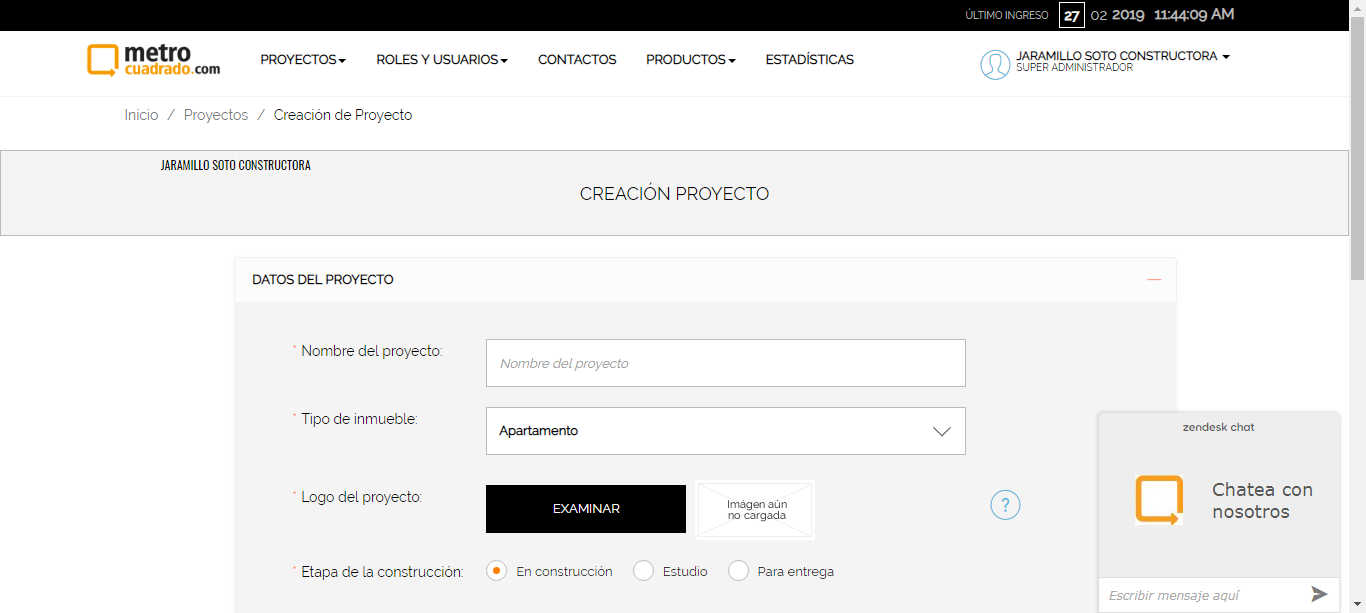 ÚLTIMO INGRESO 27 02 2019 11:44:09 AM
metro
cuadrado.com
PROYECTOS ROLES Y USUARIOS CONTACTOS PRODUCTOS ESTADÍSTICAS
JARAMILLO SOTO CONSTRUCTORA
SUPER ADMINISTRADOR
Inicio / Proyectos / Creación de Proyecto
JARAMILLO SOTO CONSTRUCTORA
CREACIÓN PROYECTO
DATOS DEL PROYECTO
* Nombre del proyecto:
Nombre del proyecto
* Tipo de inmueble:
Apartamento
* Logo del proyecto:
EXAMINAR
Imágen aún
no cargada
?
* Etapa de la construcción:
En construcción Estudio Para entrega
zendesk chat
Chatea con
nosotros
Escribir mensaje aquí